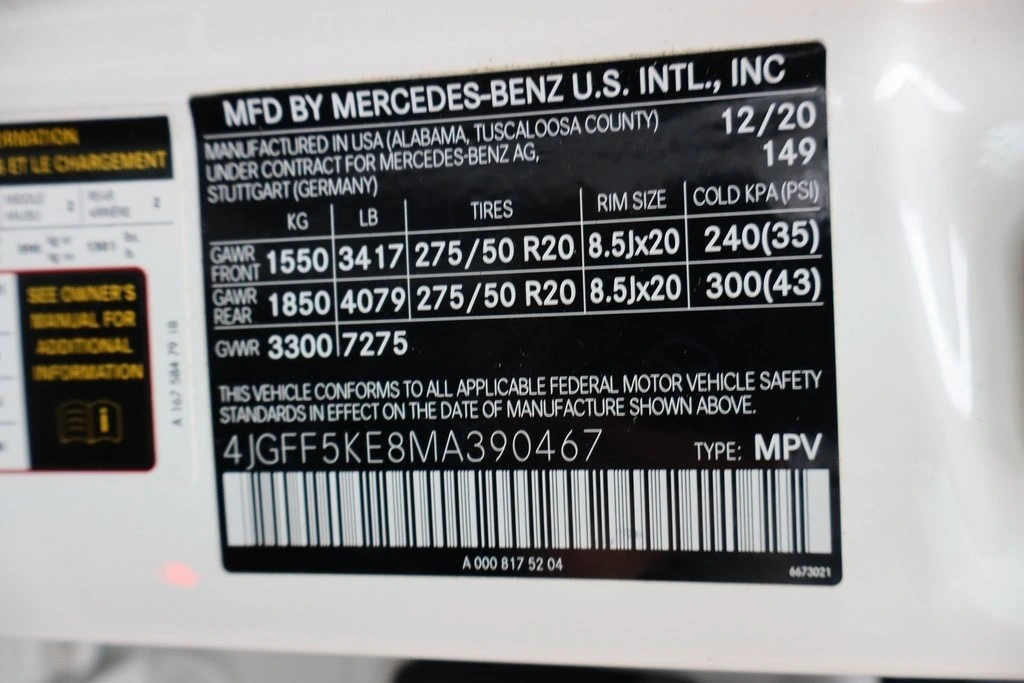 MFD BY MERCEDES-BENZ U.S. INTL., INC
MANUFACTURED IN USA (ALABAMA, TUSCALOOSA COUNTY) 12/20
UNDER CONTRACT FOR MERCEDES-BENZ AG, 149
STUTTGART (GERMANY)
KG LB TIRES RIM SIZE COLD KPA (PSI)
GAWR FRONT 1550 3417 275/50 R20 8.5Jx20 240(35)
GAWR REAR 1850 4079 275/50 R20 8.5Jx20 300(43)
GVWR 3300 7275
THIS VEHICLE CONFORMS TO ALL APPLICABLE FEDERAL MOTOR VEHICLE SAFETY
STANDARDS IN EFFECT ON THE DATE OF MANUFACTURE SHOWN ABOVE.
4JGFF5KE8MA390467 TYPE: MPV
A 000 817 52 04
6673021
ET LE CHARGEMENT
SEE OWNER'S
MANUAL FOR
ADDITIONAL
INFORMATION
A 167 584 79 18